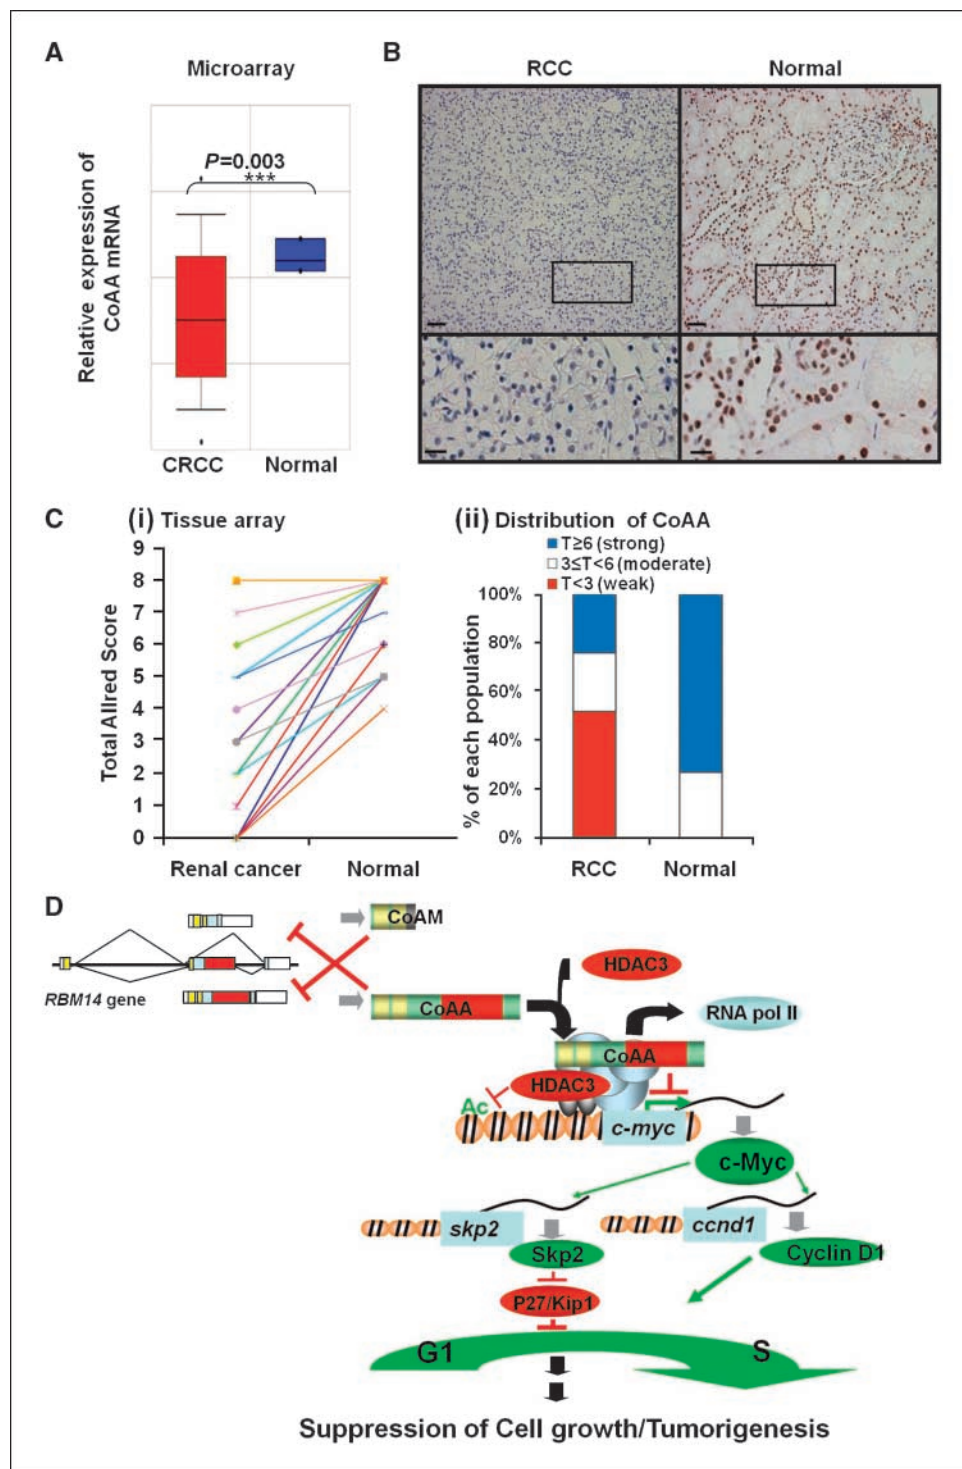 A
Microarray
Relative expression of
CoAA mRNA
P=0.003
***
CRCC
Normal
B
RCC
Normal
C
(i) Tissue array
Total Allred Score
9
8
7
6
5
4
3
2
1
0
Renal cancer
Normal
(ii) Distribution of CoAA
T≥6 (strong)
3≤T<6 (moderate)
T<3 (weak)
% of each population
100%
80%
60%
40%
20%
0%
RCC
Normal
D
CoAM
RBM14 gene
CoAA
HDAC3
RNA pol II
CoAA
HDAC3
Ac
c-myc
c-Myc
skp2
ccnd1
Skp2
Cyclin D1
P27/Kip1
G1
S
Suppression of Cell growth/Tumorigenesis